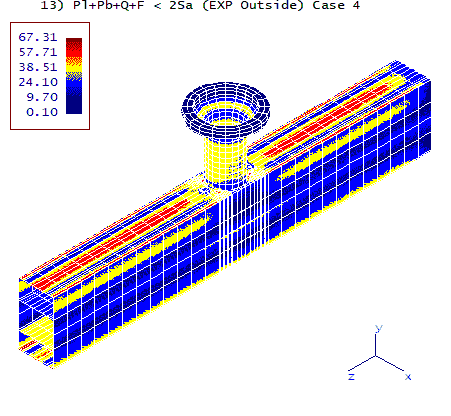 13) Pl+Pb+Q+F < 2Sa (EXP Outside) Case 4
67.31
57.71
38.51
24.10
9.70
0.10
y
z
x